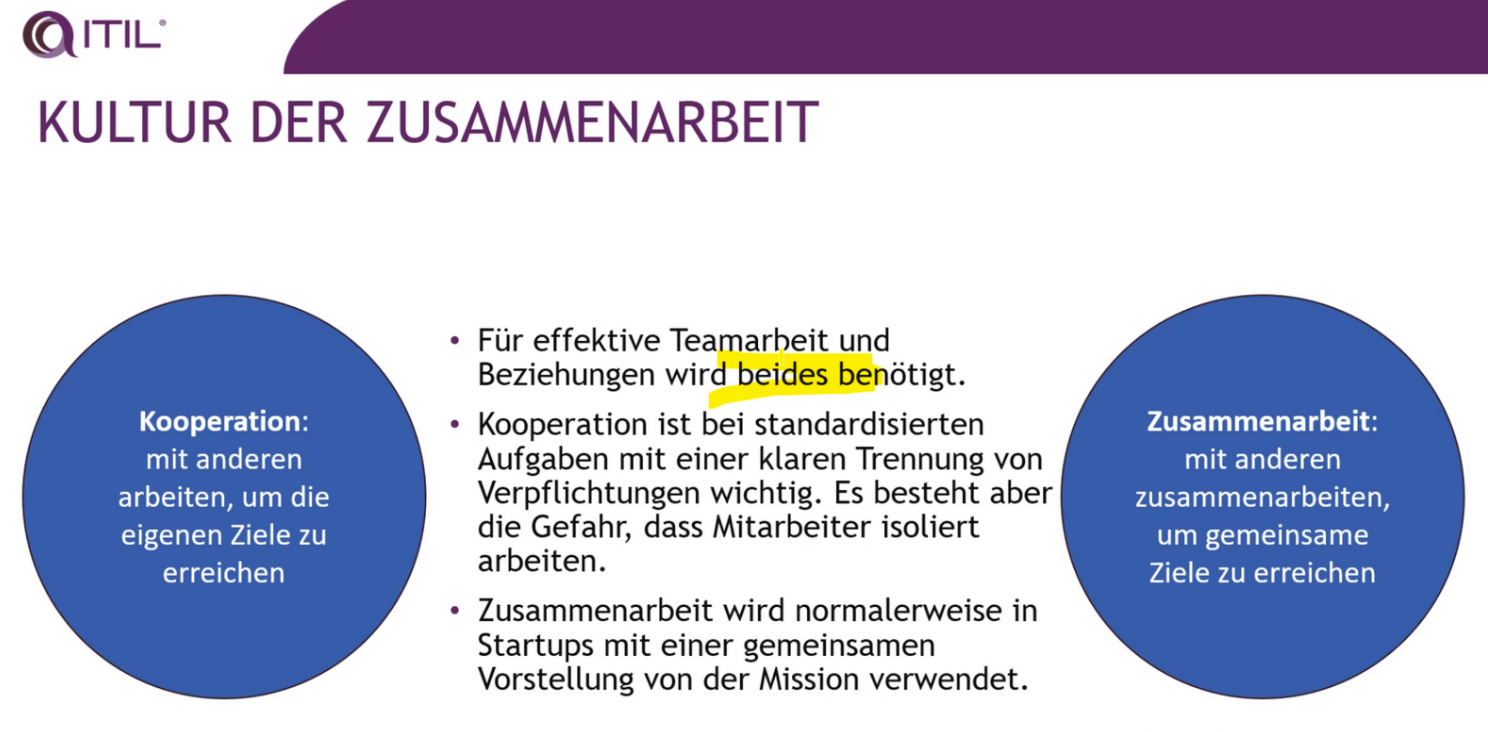 ITIL®
KULTUR DER ZUSAMMENARBEIT
Kooperation:
mit anderen
arbeiten, um die
eigenen Ziele zu
erreichen
• Für effektive Teamarbeit und
Beziehungen wird beides benötigt.
• Kooperation ist bei standardisierten
Aufgaben mit einer klaren Trennung von
Verpflichtungen wichtig. Es besteht aber
die Gefahr, dass Mitarbeiter isoliert
arbeiten.
• Zusammenarbeit wird normalerweise in
Startups mit einer gemeinsamen
Vorstellung von der Mission verwendet.
Zusammenarbeit:
mit anderen
zusammenarbeiten,
um gemeinsame
Ziele zu erreichen